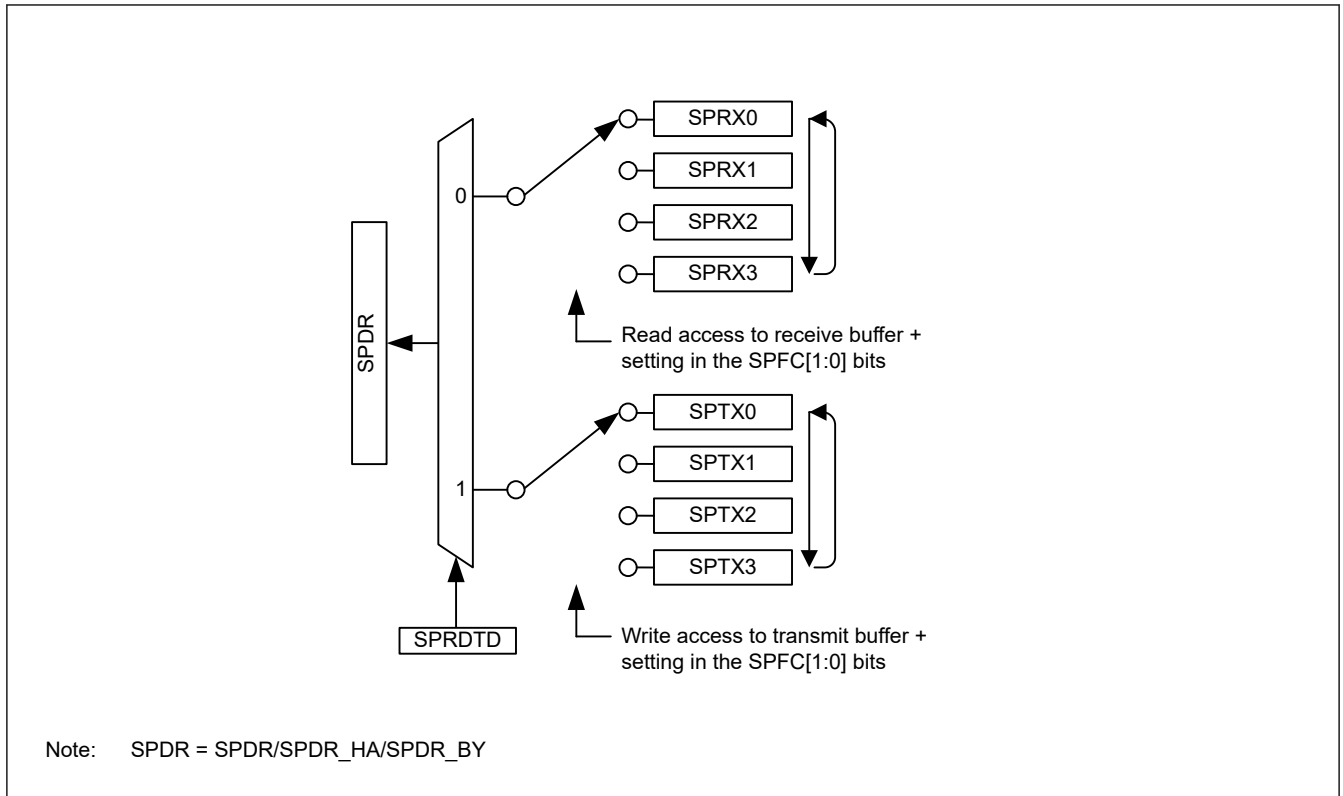 SPRX0
SPRX1
0
SPRX2
SPRX3
SPDR
Read access to receive buffer +
setting in the SPFC[1:0] bits
SPTX0
SPTX1
1
SPTX2
SPTX3
SPRDTD
Write access to transmit buffer +
setting in the SPFC[1:0] bits
Note: SPDR = SPDR/SPDR_HA/SPDR_BY